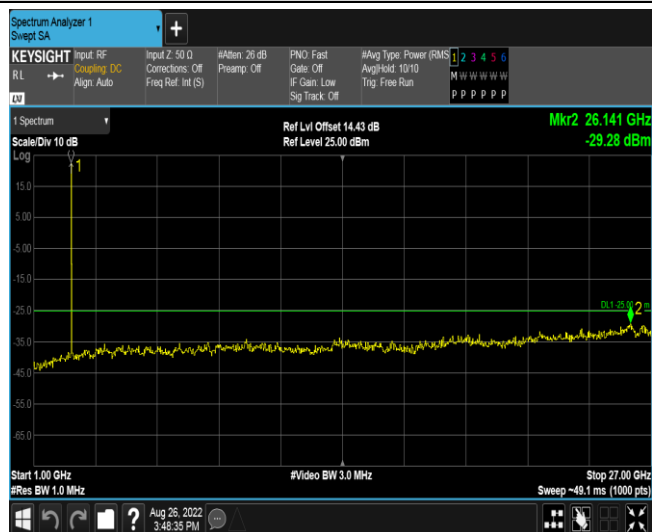 Spectrum Analyzer 1
Swept SA
+
KEYSIGHT
RL
LXI
Input: RF
Coupling: DC
Align: Auto
Input Z: 50 Ω
Corrections: Off
Freq Ref: Int (S)
#Atten: 26 dB
Preamp: Off
PNO: Fast
Gate: Off
IF Gain: Low
Sig Track: Off
#Avg Type: Power (RMS
Avg|Hold: 10/10
Trig: Free Run
1 2 3 4 5 6
M W W W W W
P P P P P P
1 Spectrum
Scale/Div 10 dB
Log
Ref Lvl Offset 14.43 dB
Ref Level 25.00 dBm
Mkr2 26.141 GHz
-29.28 dBm
1
15.0
5.00
-5.00
-15.0
-25.0
DL1 -25.00
2
m
-35.0
-45.0
-55.0
-65.0
Start 1.00 GHz
#Res BW 1.0 MHz
#Video BW 3.0 MHz
Stop 27.00 GHz
Sweep ~49.1 ms (1000 pts)
?
Aug 26, 2022
3:48:35 PM